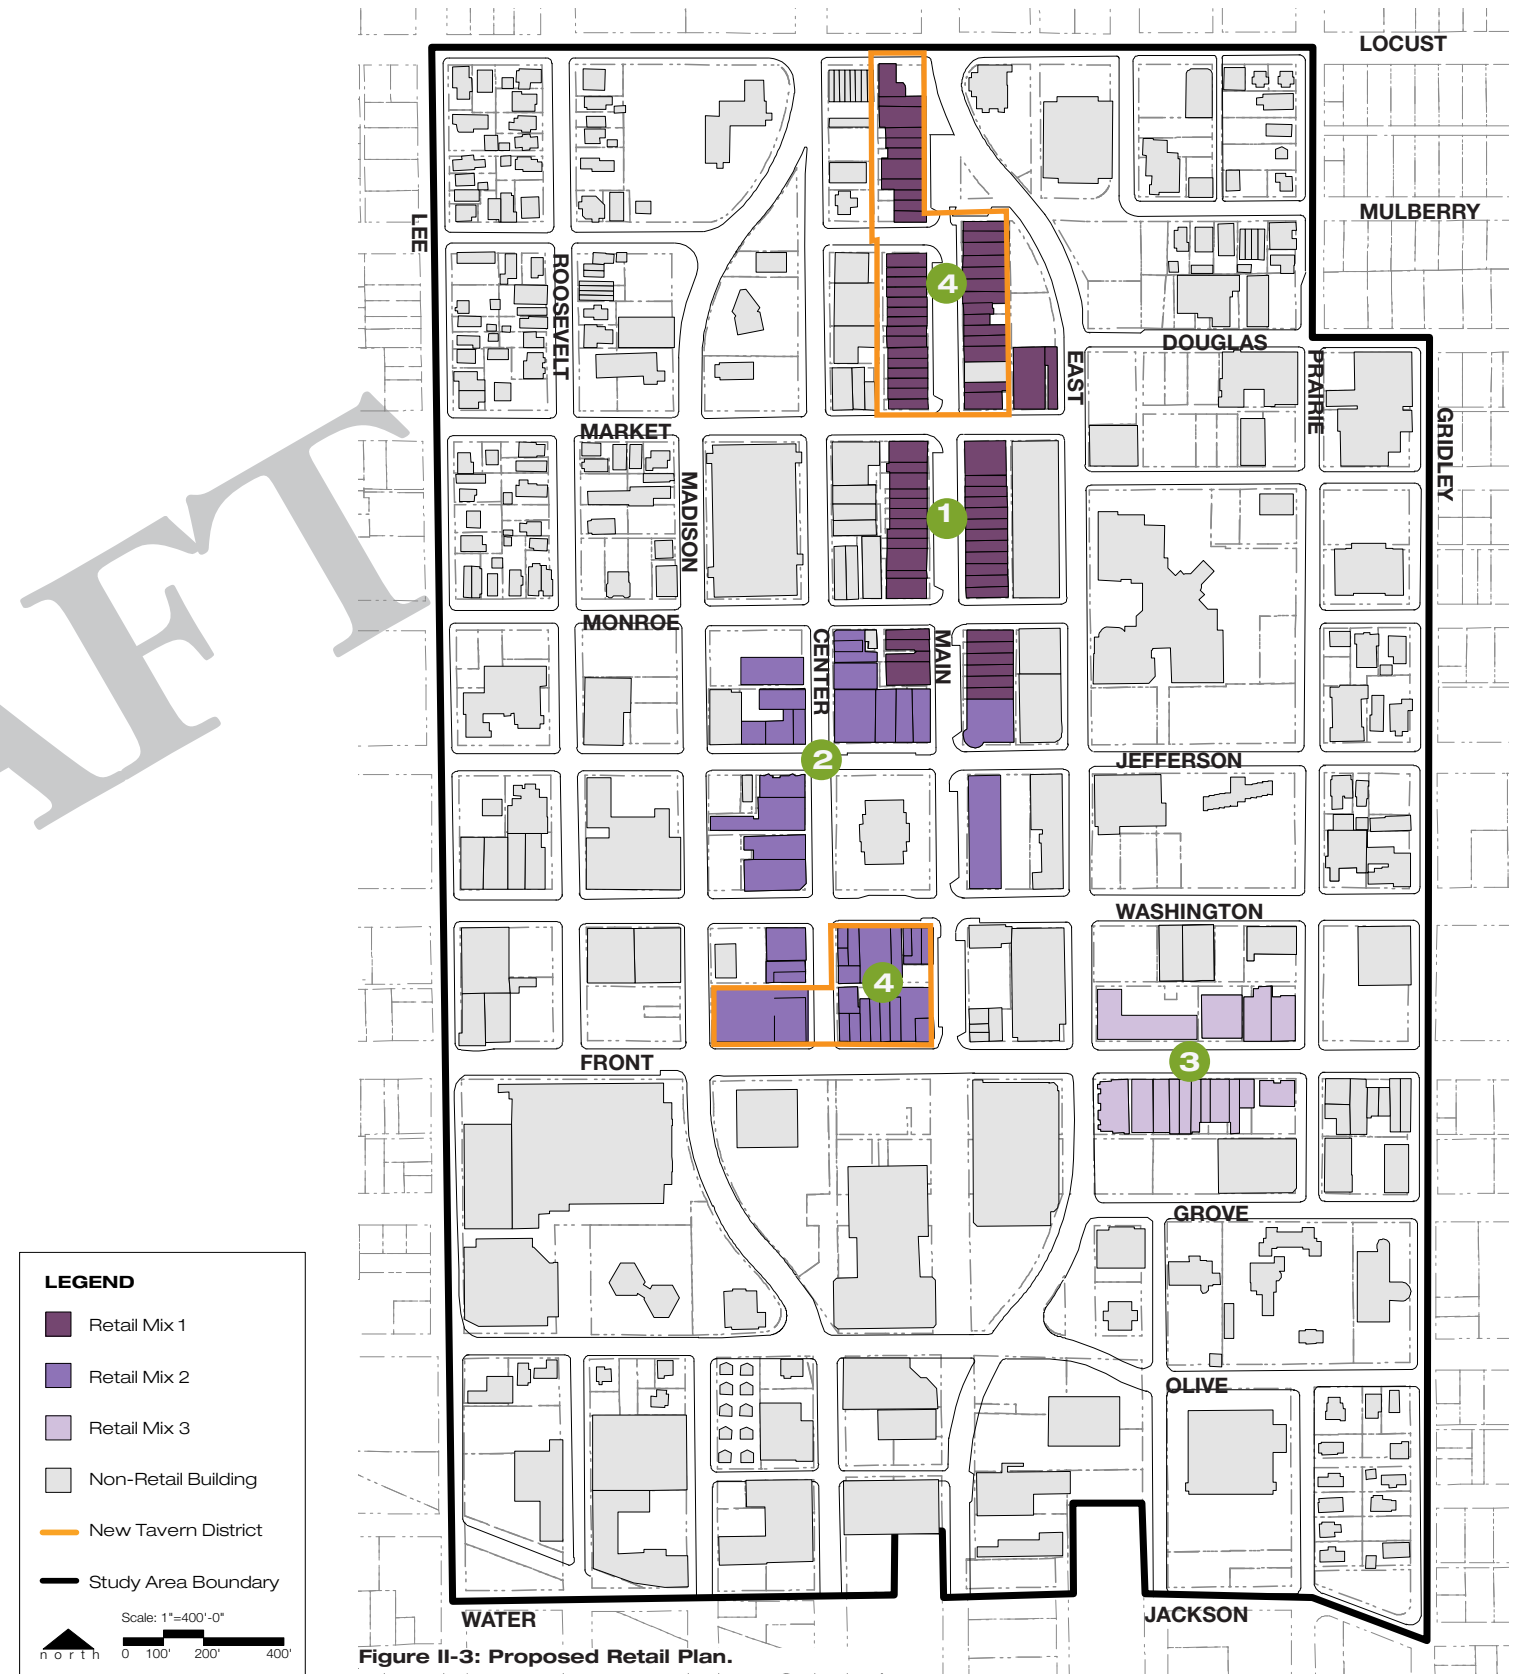 LOCUST
MULBERRY
LEE
ROOSEVELT
4
DOUGLAS
EAST
PRAIRIE
GRIDLEY
MARKET
MADISON
1
MONROE
CENTER
MAIN
2
JEFFERSON
WASHINGTON
4
3
FRONT
GROVE
OLIVE
WATER
JACKSON
AFT
LEGEND
Retail Mix 1
Retail Mix 2
Retail Mix 3
Non-Retail Building
New Tavern District
Study Area Boundary
Scale: 1"=400'-0"
north
0 100' 200' 400'
Figure II-3: Proposed Retail Plan.